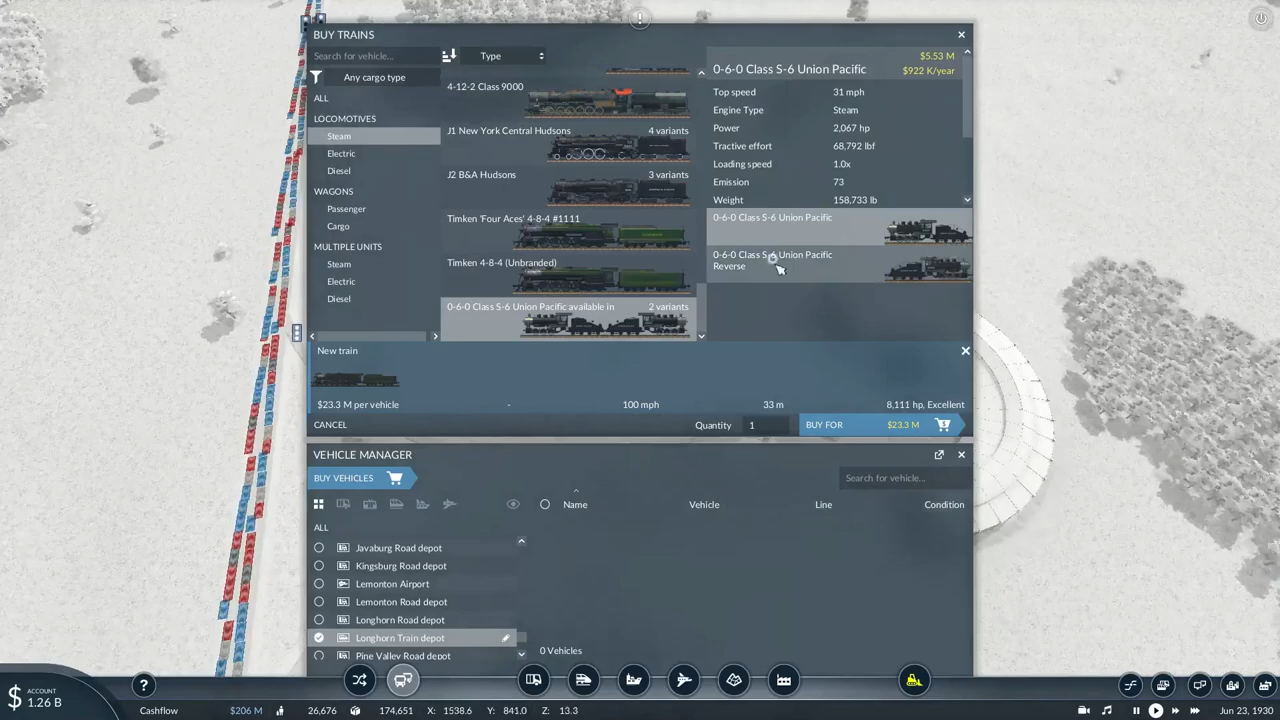 BUY TRAINS
Search for vehicle...
Type
Any cargo type
ALL
LOCOMOTIVES
Steam
Electric
Diesel
WAGONS
Passenger
Cargo
MULTIPLE UNITS
Steam
Electric
Diesel
4-12-2 Class 9000
J1 New York Central Hudsons 4 variants
J2 B&A Hudsons 3 variants
Timken 'Four Aces' 4-8-4 #1111
Timken 4-8-4 (Unbranded)
0-6-0 Class S-6 Union Pacific available in 2 variants
$5.53 M
0-6-0 Class S-6 Union Pacific $922 K/year
Top speed 31 mph
Engine Type Steam
Power 2,067 hp
Tractive effort 68,792 lbf
Loading speed 1.0x
Emission 73
Weight 158,733 lb
0-6-0 Class S-6 Union Pacific
0-6-0 Class S-6 Union Pacific
Reverse
New train
$23.3 M per vehicle - 100 mph 33 m 8,111 hp, Excellent
CANCEL Quantity 1 BUY FOR $23.3 M
VEHICLE MANAGER
BUY VEHICLES Search for vehicle...
Name Vehicle Line Condition
ALL
Javaburg Road depot
Kingsburg Road depot
Lemonton Airport
Lemonton Road depot
Longhorn Road depot
Longhorn Train depot
Pine Valley Road depot
0 Vehicles
$ ACCOUNT
1.26 B
?
Cashflow $206 M 26,676 174,651 X: 1538.6 Y: 841.0 Z: 13.3 Jun 23, 1930